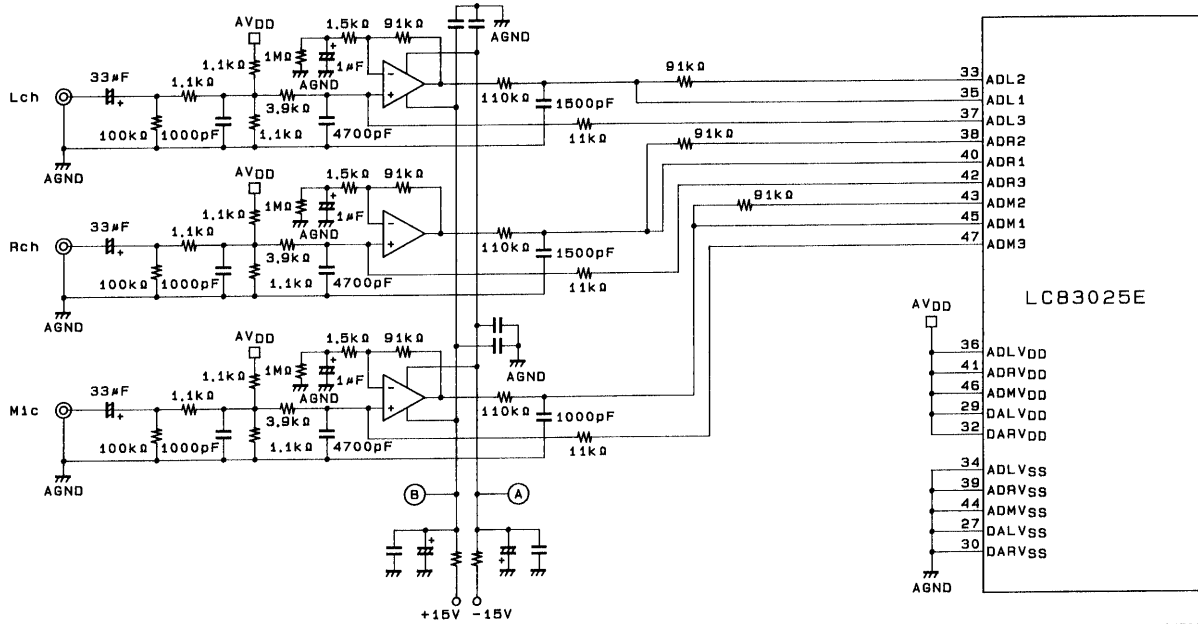 AVDD
1.5kΩ 91kΩ
AGND
1.1kΩ 1MΩ 1μF
AGND
33μF 1.1kΩ
Lch
3.9kΩ
100kΩ 1000pF 1.1kΩ 4700pF
110kΩ 1500pF
91kΩ
11kΩ
AGND
AVDD
1.5kΩ 91kΩ
1.1kΩ 1MΩ 1μF
AGND
33μF 1.1kΩ
Rch
3.9kΩ
100kΩ 1000pF 1.1kΩ 4700pF
110kΩ 1500pF
91kΩ
11kΩ
AGND
AVDD
1.5kΩ 91kΩ
AGND
1.1kΩ 1MΩ 1μF
AGND
33μF 1.1kΩ
Mic
3.9kΩ
100kΩ 1000pF 1.1kΩ 4700pF
110kΩ 1000pF
91kΩ
11kΩ
AGND
B A
+15V -15V
33 ADL2
35 ADL1
37 ADL3
38 ADR2
40 ADR1
42 ADR3
43 ADM2
45 ADM1
47 ADM3
LC83025E
AVDD
36 ADLVDD
41 ADRVDD
46 ADMVDD
29 DALVDD
32 DARVDD
34 ADLVSS
39 ADRVSS
44 ADMVSS
27 DALVSS
30 DARVSS
AGND